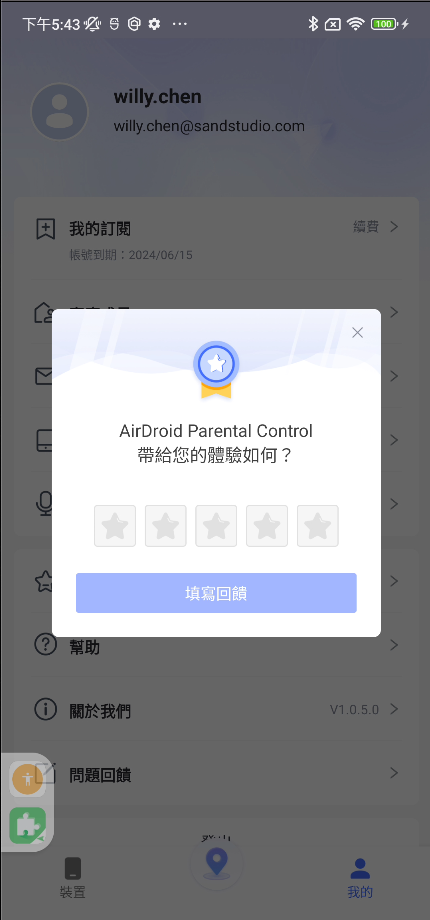 下午5:43
100
willy.chen
willy.chen@sandstudio.com
我的訂閱
續費
帳號到期：2024/06/15
AirDroid Parental Control
帶給您的體驗如何？
填寫回饋
幫助
關於我們
V1.0.5.0
問題回饋
裝置
我的